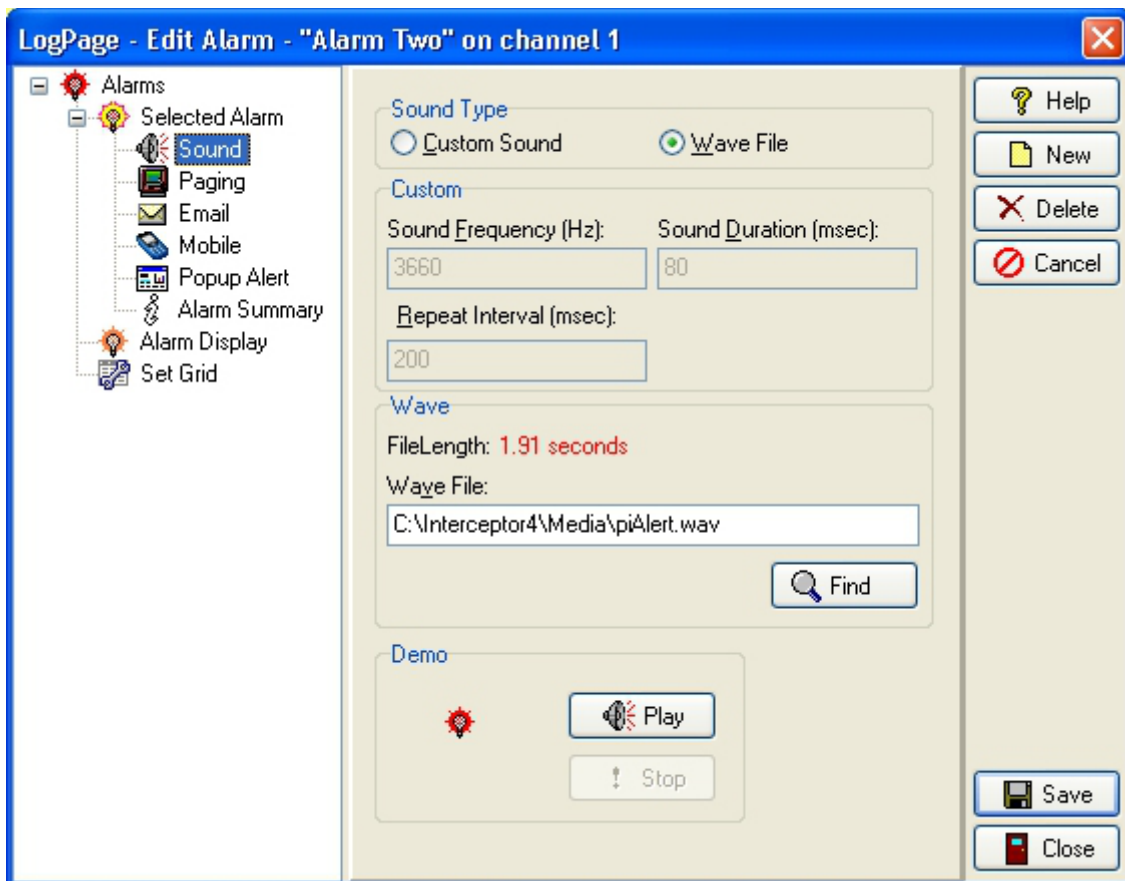 LogPage - Edit Alarm - "Alarm Two" on channel 1
Alarms
Selected Alarm
Sound
Paging
Email
Mobile
Popup Alert
Alarm Summary
Alarm Display
Set Grid
Sound Type
Custom Sound
Wave File
Custom
Sound Frequency (Hz):
Sound Duration (msec):
3660
80
Repeat Interval (msec):
200
Wave
FileLength: 1.91 seconds
Wave File:
C:\Interceptor4\Media\piAlert.wav
Find
Demo
Play
Stop
Help
New
Delete
Cancel
Save
Close